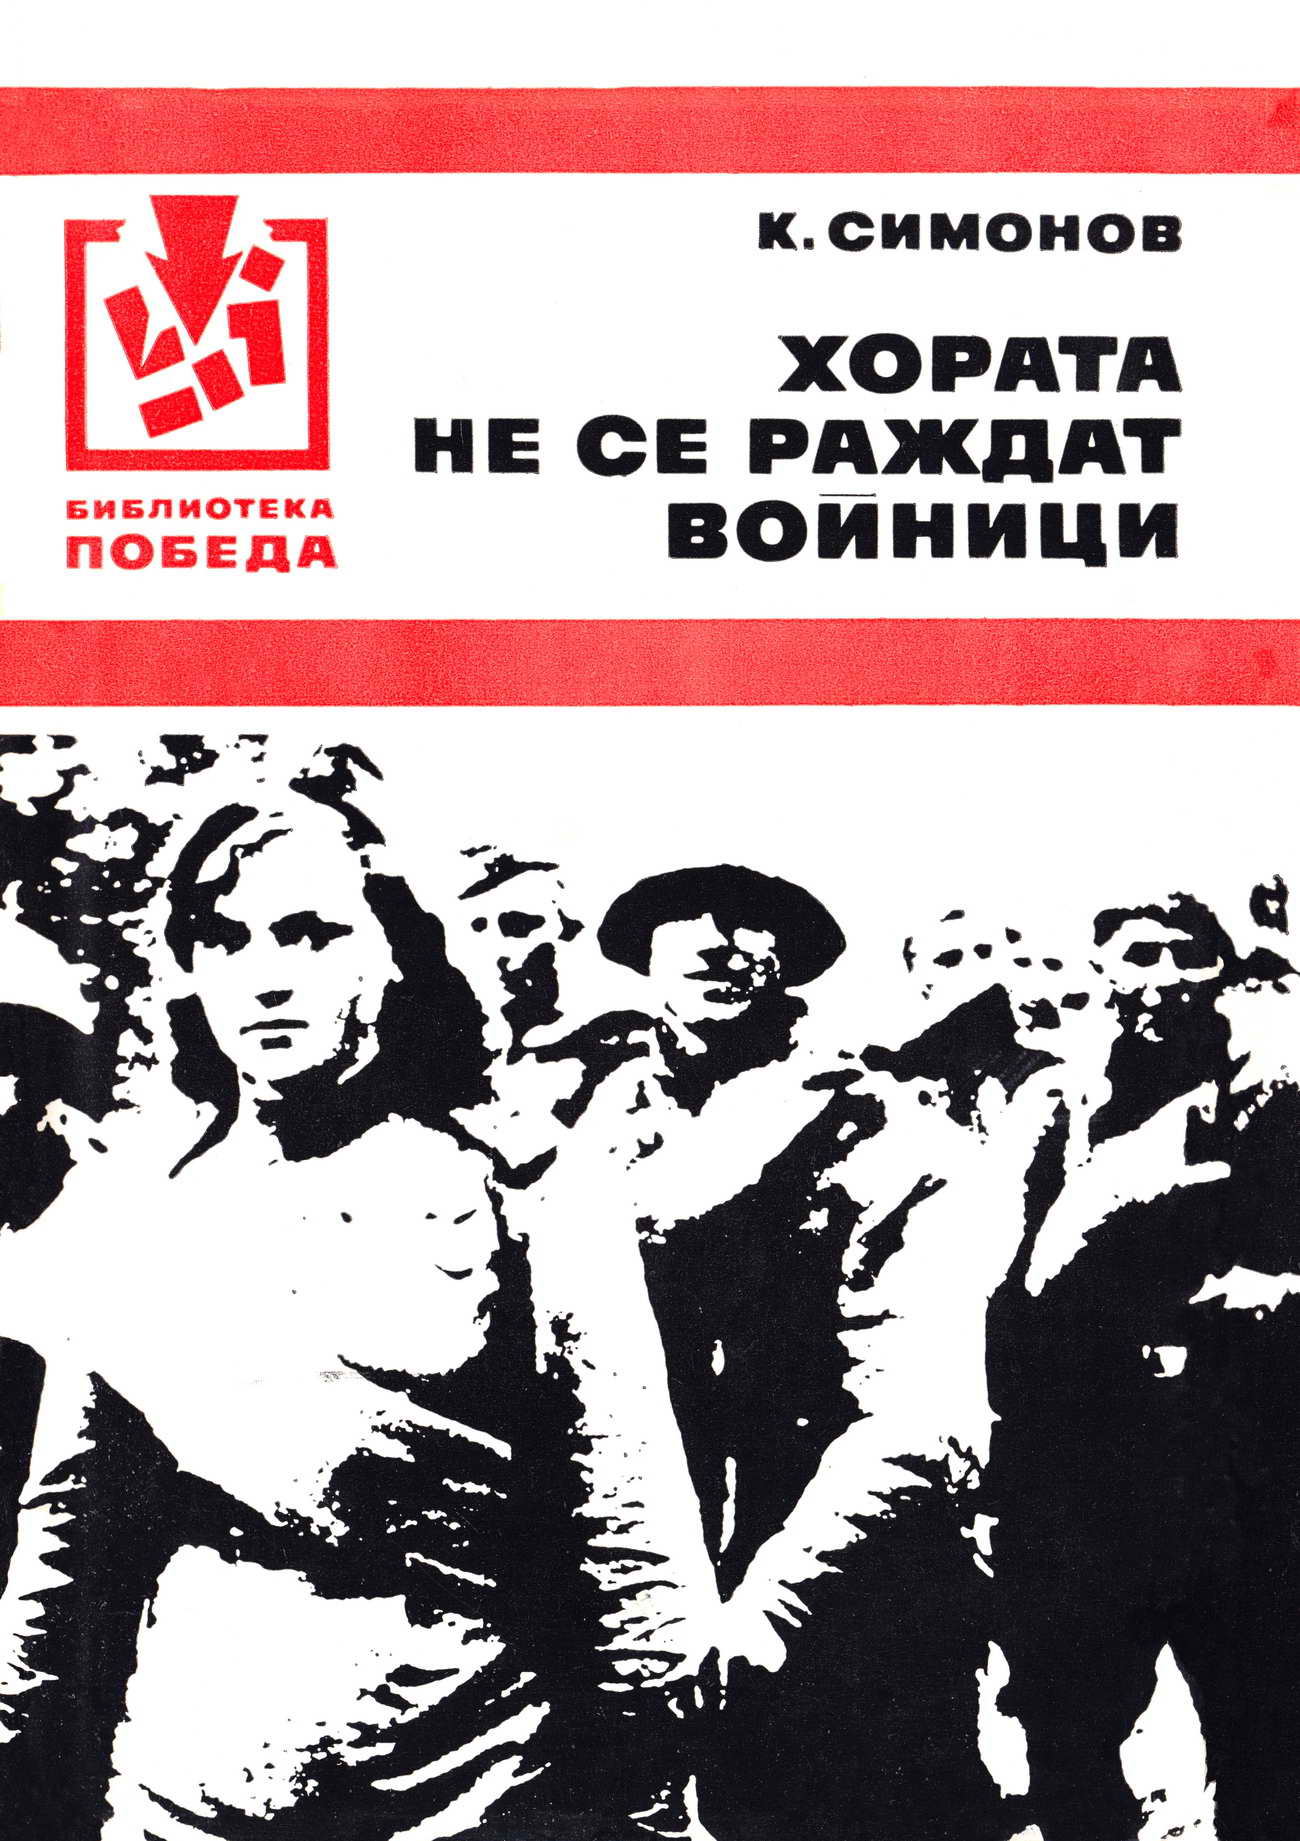 К. СИМОНОВ
ХОРАТА
НЕ СЕ РАЖДАТ
ВОЙНИЦИ
БИБЛИОТЕКА
ПОБЕДА